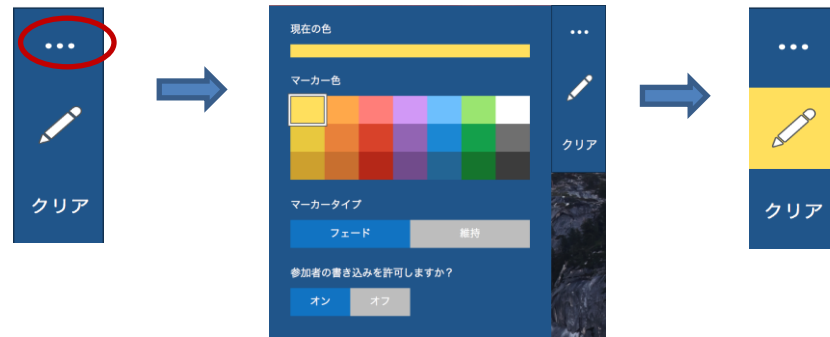 •••
クリア
現在の色
マーカー色
マーカータイプ
フェード 維持
参加者の書き込みを許可しますか？
オン オフ
•••
クリア
•••
クリア